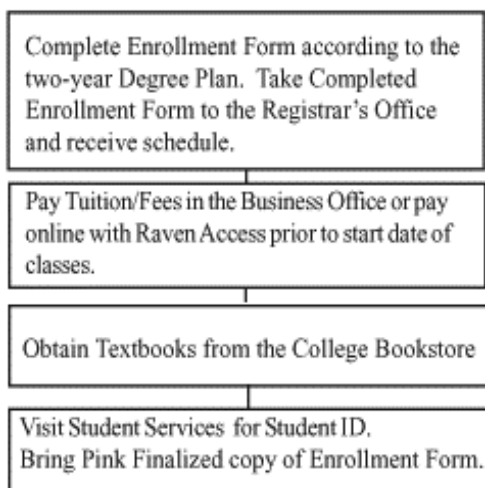 Complete Enrollment Form according to the
two-year Degree Plan. Take Completed
Enrollment Form to the Registrar's Office
and receive schedule.
Pay Tuition/Fees in the Business Office or pay
online with Raven Access prior to start date of
classes.
Obtain Textbooks from the College Bookstore
Visit Student Services for Student ID.
Bring Pink Finalized copy of Enrollment Form.